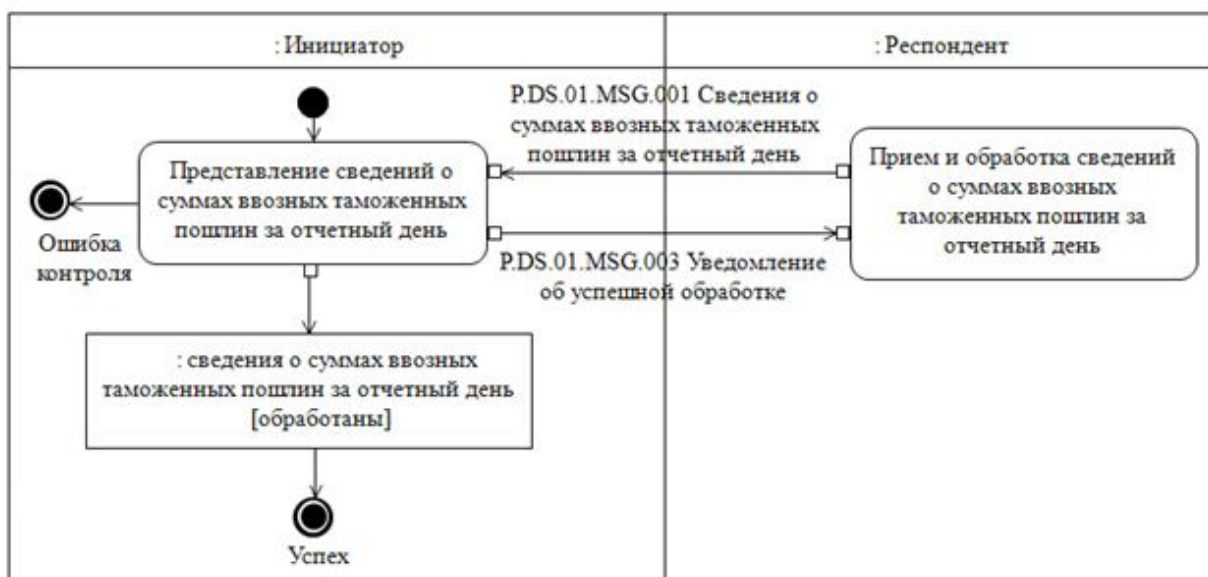 : Инициатор
: Респондент
P.DS.01.MSG.001 Сведения о
суммах ввозных таможенных
пошлин за отчетный день
Представление сведений о
суммах ввозных таможенных
пошлин за отчетный день
Прием и обработка сведений
о суммах ввозных
таможенных пошлин за
отчетный день
Ошибка
контроля
P.DS.01.MSG.003 Уведомление
об успешной обработке
: сведения о суммах ввозных
таможенных пошлин за отчетный день
[обработаны]
Успех